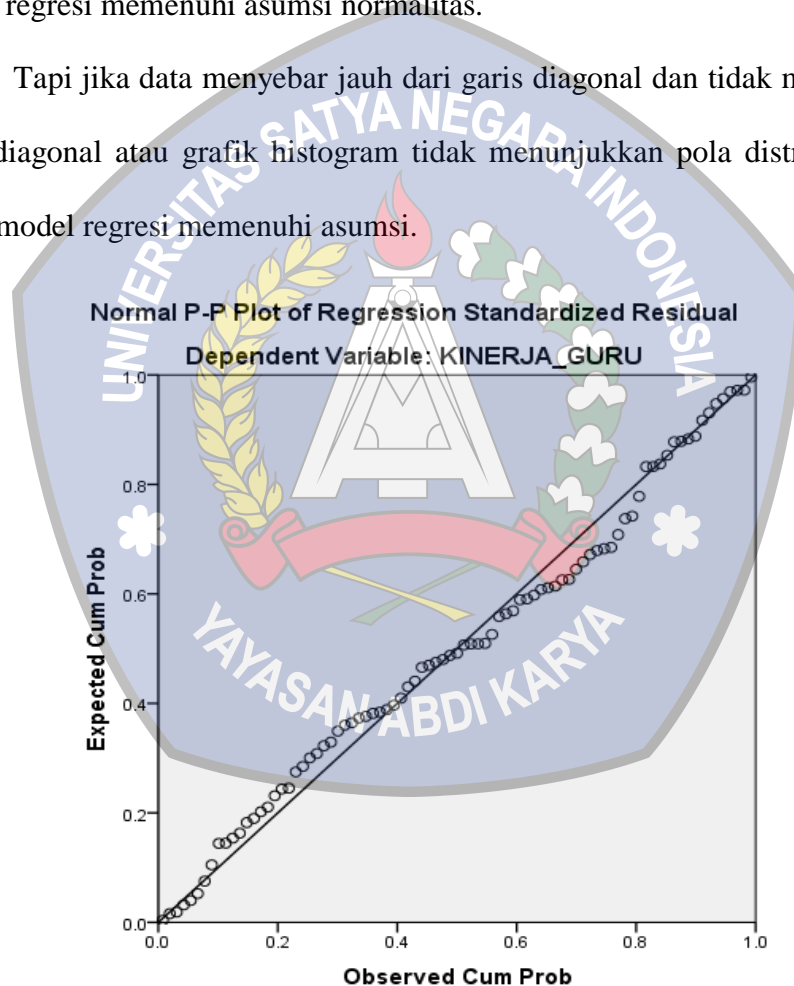 regresi memenuhi asumsi normalitas.
Tapi jika data menyebar jauh dari garis diagonal dan tidak
diagonal atau grafik histogram tidak menunjukkan pola
model regresi memenuhi asumsi.
UNIVERSITAS SATYA NEGARA INDONESIA
Normal P-P Plot of Regression Standardized Residual
Dependent Variable: KINERJA_GURU
1.0
0.8
0.6
0.4
0.2
0.0
Expected Cum Prob
0.0 0.2 0.4 0.6 0.8 1.0
Observed Cum Prob
YAYASAN ABDI KARYA